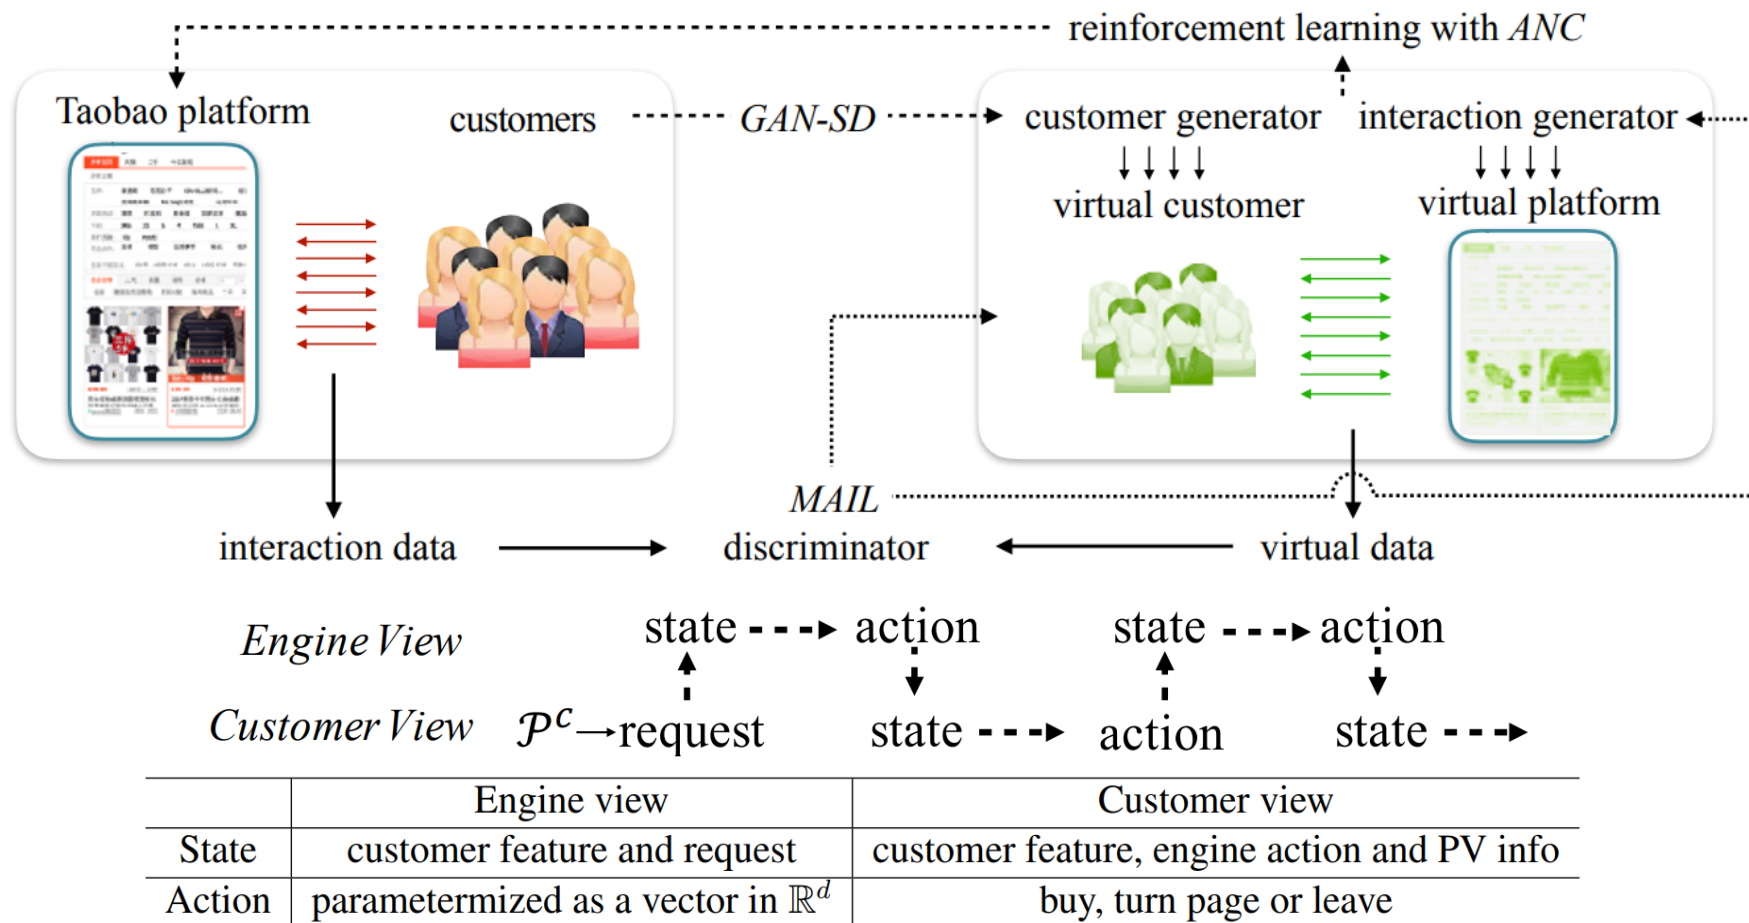 reinforcement learning with ANC
Taobao platform
customers
GAN-SD
customer generator
interaction generator
virtual customer
virtual platform
MAIL
interaction data
discriminator
virtual data
Engine View
state
action
state
action
Customer View
𝒫ᶜ
request
state
action
state
Engine view
Customer view
State
customer feature and request
customer feature, engine action and PV info
Action
parametermized as a vector in ℝᵈ
buy, turn page or leave